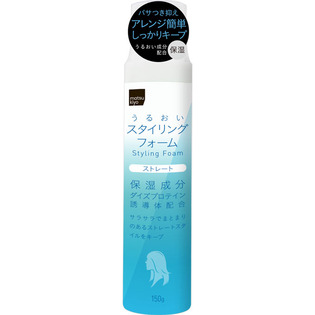 パサつき抑え
アレンジ簡単
しっかりキープ
うるおい成分
配合
保湿
matsu
kiyo
うるおい
スタイリング
フォーム
Styling Foam
ストレート
保湿成分
ダイズプロテイン
誘導体配合
サラサラでまとまり
のあるストレートスタ
イルをキープ
150g